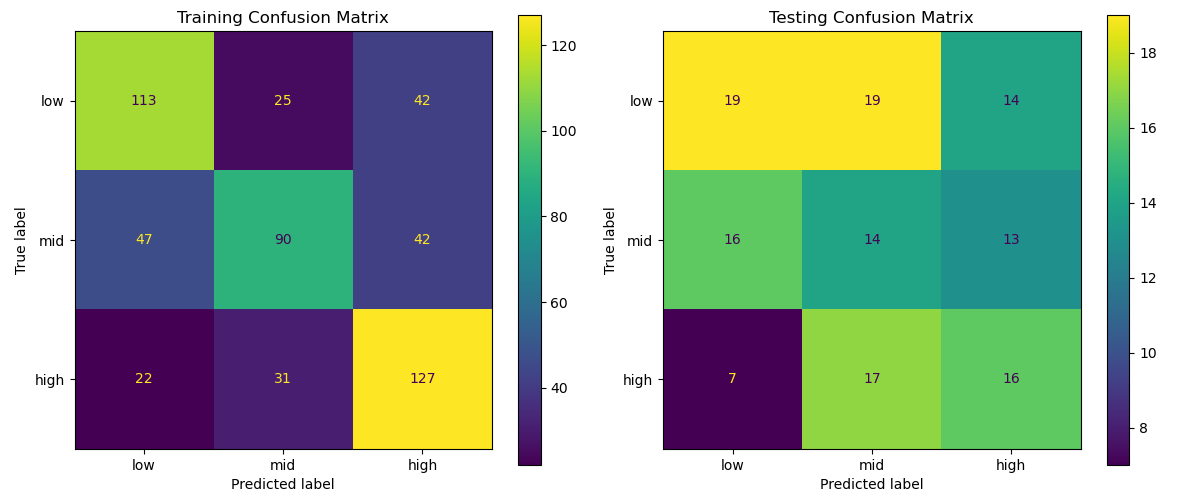 Training Confusion Matrix
low
113
25
42
mid
47
90
42
high
22
31
127
low
mid
high
True label
Predicted label
120
100
80
60
40
Testing Confusion Matrix
low
19
19
14
mid
16
14
13
high
7
17
16
low
mid
high
True label
Predicted label
18
16
14
12
10
8